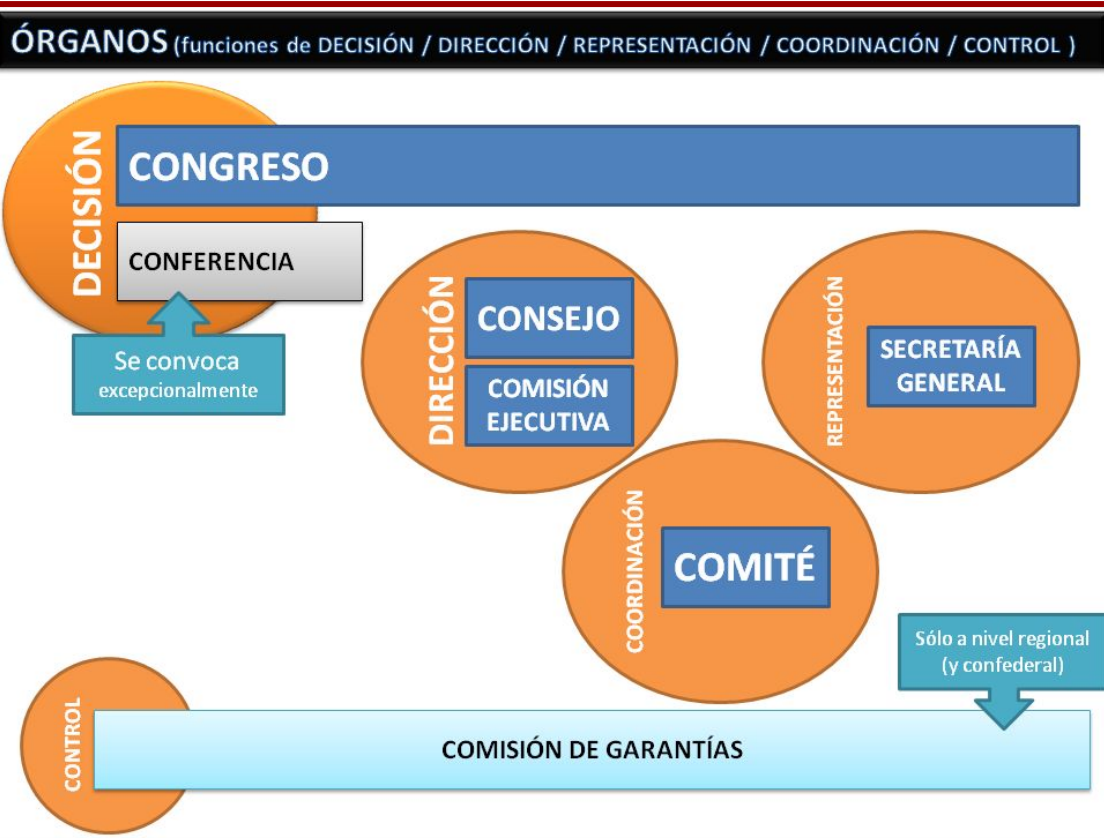 ÓRGANOS (funciones de DECISIÓN / DIRECCIÓN / REPRESENTACIÓN / COORDINACIÓN / CONTROL )
DECISIÓN
CONGRESO
CONFERENCIA
Se convoca
excepcionalmente
DIRECCIÓN
CONSEJO
COMISIÓN
EJECUTIVA
REPRESENTACIÓN
SECRETARÍA
GENERAL
COORDINACIÓN
COMITÉ
Sólo a nivel regional
(y confederal)
CONTROL
COMISIÓN DE GARANTÍAS